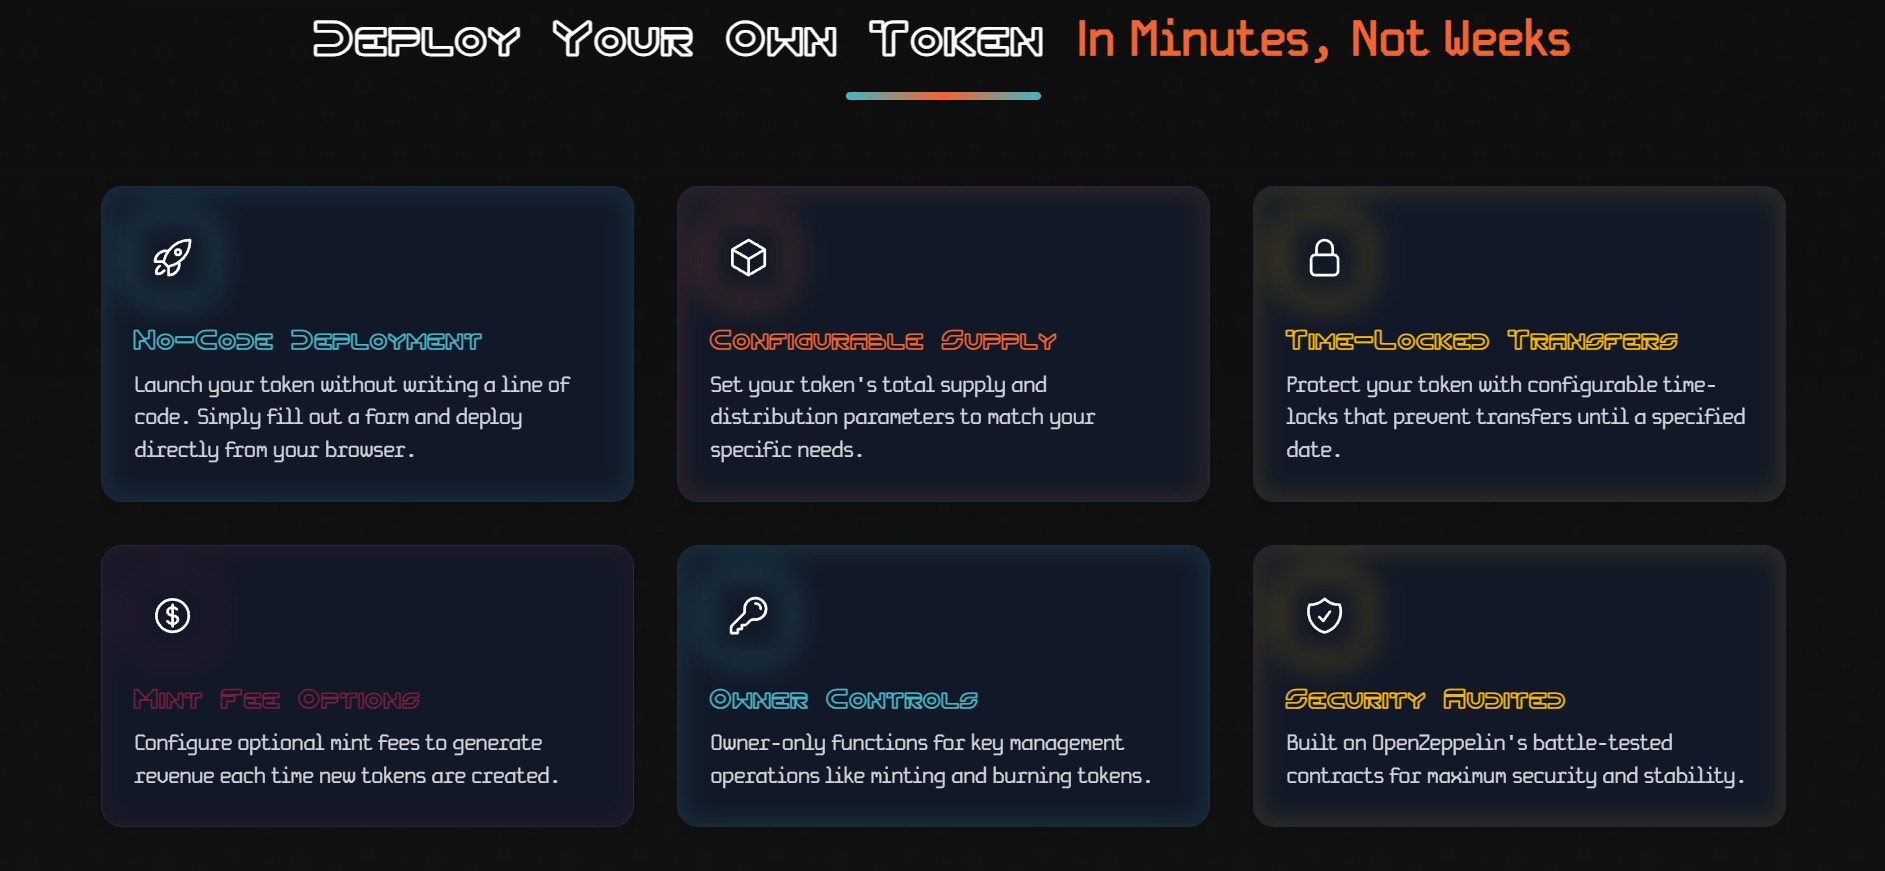 Deploy Your Own Token In Minutes, Not Weeks
No-Code Deployment
Launch your token without writing a line of
code. Simply fill out a form and deploy
directly from your browser.
Configurable Supply
Set your token's total supply and
distribution parameters to match your
specific needs.
Time-Locked Transfers
Protect your token with configurable time-
locks that prevent transfers until a specified
date.
Mint Fee Options
Configure optional mint fees to generate
revenue each time new tokens are created.
Owner Controls
Owner-only functions for key management
operations like minting and burning tokens.
Security Audited
Built on OpenZeppelin's battle-tested
contracts for maximum security and stability.